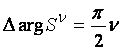 Δ arg S^ν = π/2 ν